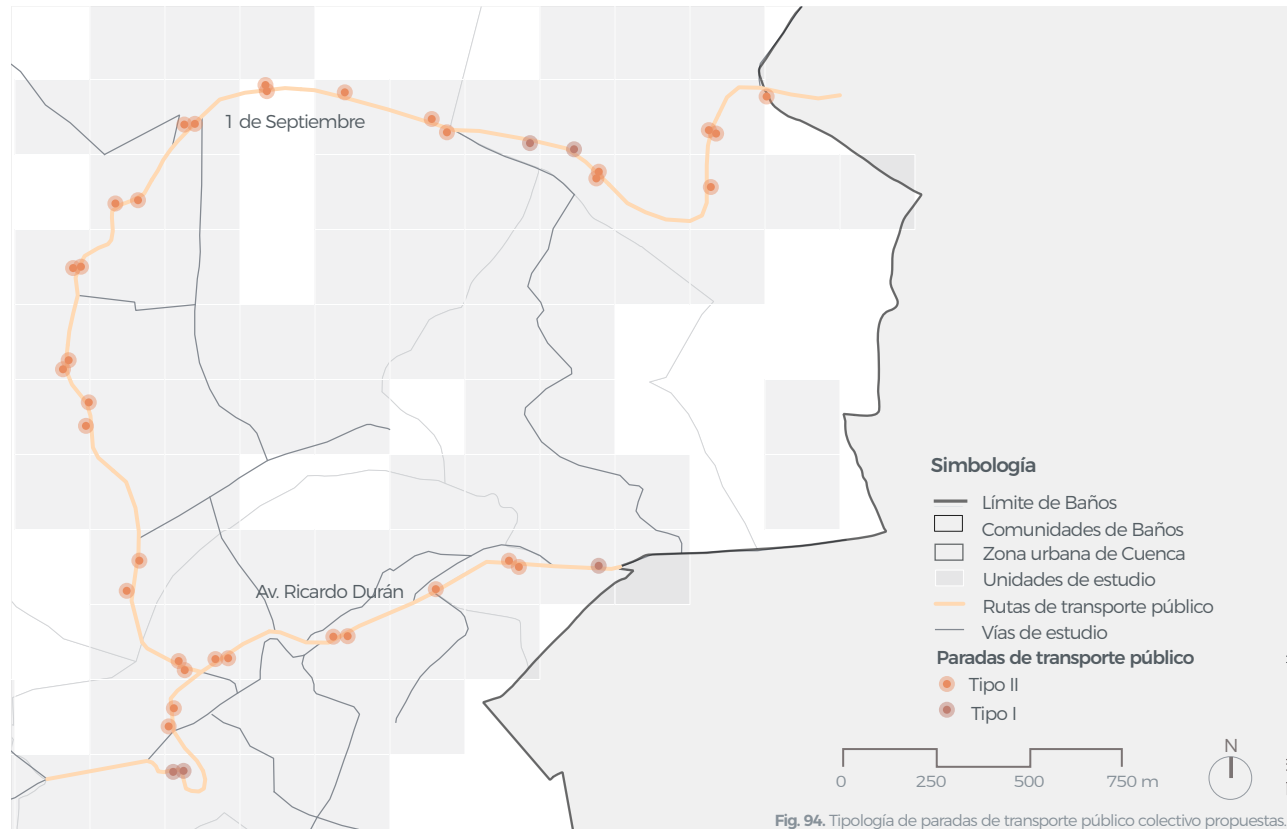 1 de Septiembre
Av. Ricardo Durán
Simbología
Límite de Baños
Comunidades de Baños
Zona urbana de Cuenca
Unidades de estudio
Rutas de transporte público
Vías de estudio
Paradas de transporte público
Tipo II
Tipo I
N
0 250 500 750 m
Fig. 94. Tipología de paradas de transporte público colectivo propuestas.